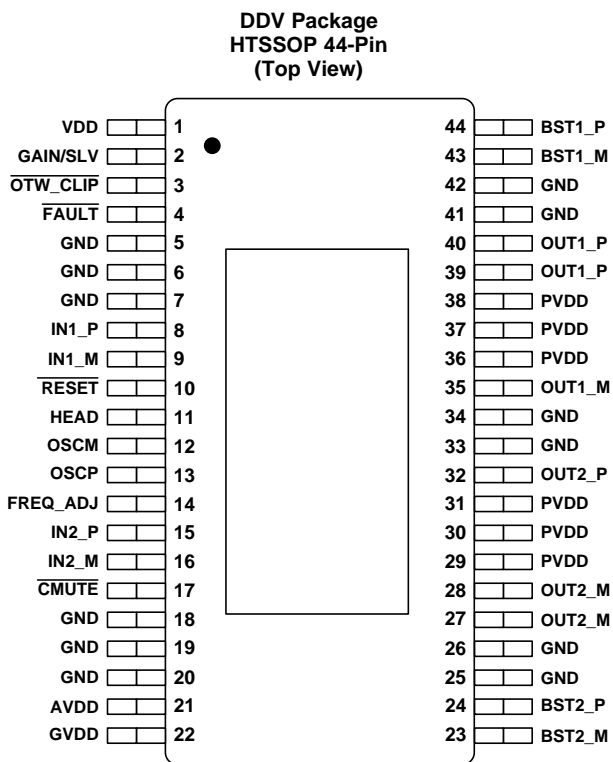 DDV Package
HTSSOP 44-Pin
(Top View)
VDD 1 44 BST1_P
GAIN/SLV 2 43 BST1_M
OTW_CLIP 3 42 GND
FAULT 4 41 GND
GND 5 40 OUT1_P
GND 6 39 OUT1_P
GND 7 38 PVDD
IN1_P 8 37 PVDD
IN1_M 9 36 PVDD
RESET 10 35 OUT1_M
HEAD 11 34 GND
OSCM 12 33 GND
OSCP 13 32 OUT2_P
FREQ_ADJ 14 31 PVDD
IN2_P 15 30 PVDD
IN2_M 16 29 PVDD
CMUTE 17 28 OUT2_M
GND 18 27 OUT2_M
GND 19 26 GND
GND 20 25 GND
AVDD 21 24 BST2_P
GVDD 22 23 BST2_M